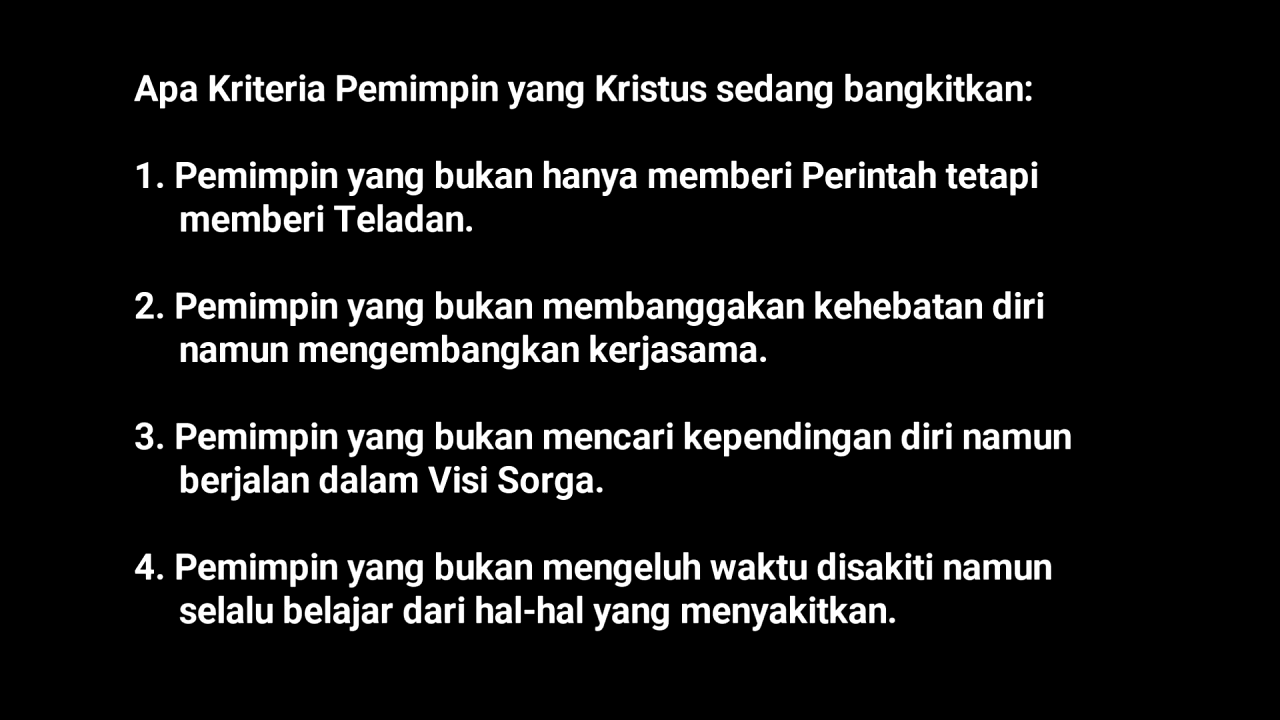 Apa Kriteria Pemimpin yang Kristus sedang bangkitkan:
1. Pemimpin yang bukan hanya memberi Perintah tetapi
memberi Teladan.
2. Pemimpin yang bukan membanggakan kehebatan diri
namun mengembangkan kerjasama.
3. Pemimpin yang bukan mencari kependingan diri namun
berjalan dalam Visi Sorga.
4. Pemimpin yang bukan mengeluh waktu disakiti namun
selalu belajar dari hal-hal yang menyakitkan.